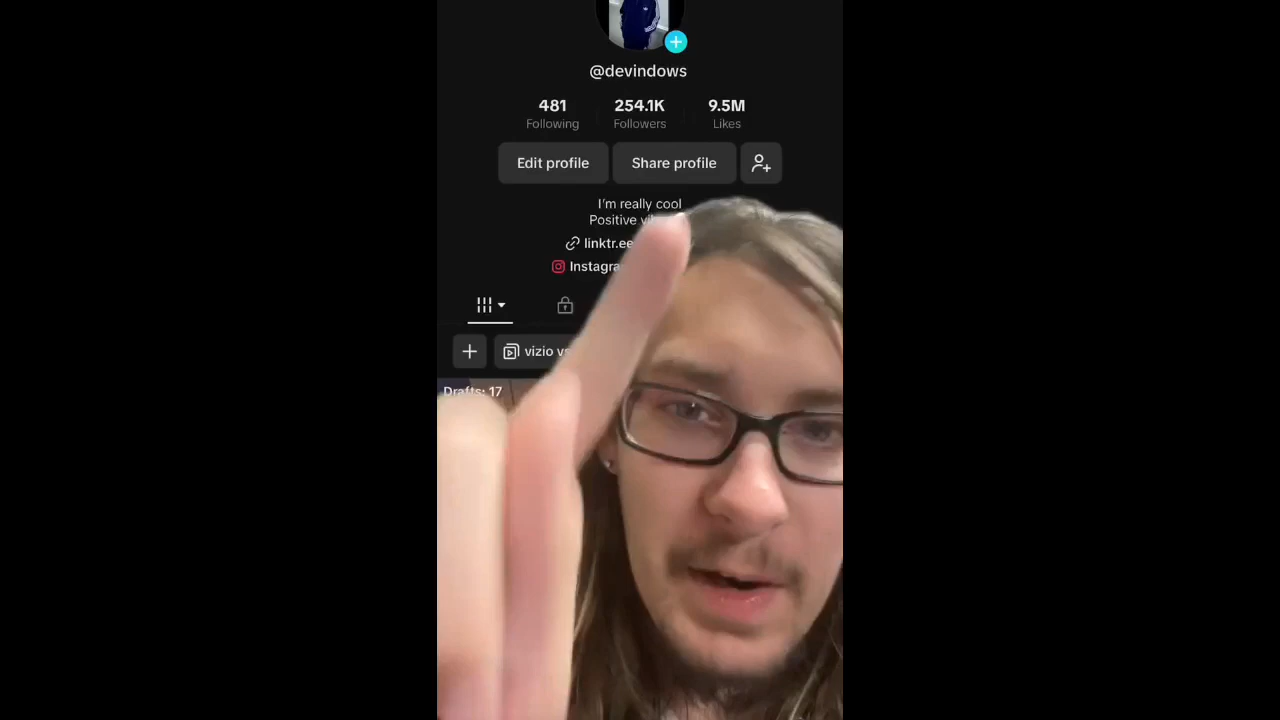 @devindows
481 254.1K 9.5M
Following Followers Likes
Edit profile Share profile
I'm really cool
Positive
linktr.ee
vizio
Drafts: 17